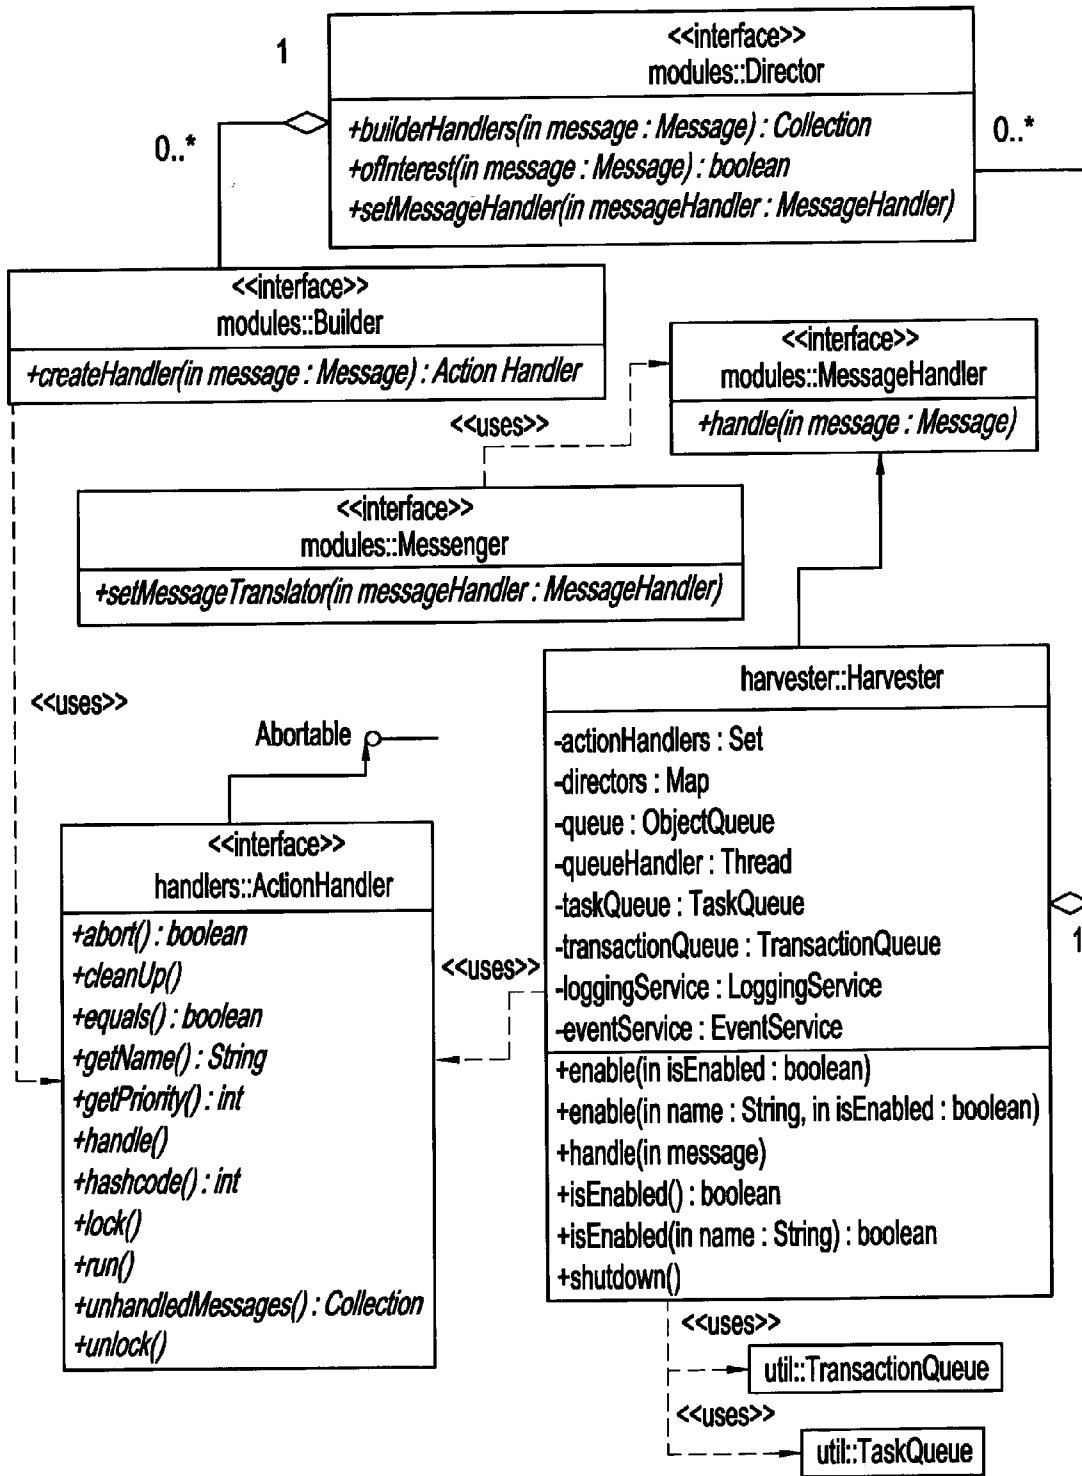 1
<<interface>>
modules::Director
+builderHandlers(in message : Message) : Collection
+ofInterest(in message : Message) : boolean
+setMessageHandler(in messageHandler : MessageHandler)
0..*
0..*
<<interface>>
modules::Builder
+createHandler(in message : Message) : Action Handler
<<interface>>
modules::MessageHandler
+handle(in message : Message)
<<uses>>
<<interface>>
modules::Messenger
+setMessageTranslator(in messageHandler : MessageHandler)
<<uses>>
Abortable
harvester::Harvester
-actionHandlers : Set
-directors : Map
-queue : ObjectQueue
-queueHandler : Thread
-taskQueue : TaskQueue
-transactionQueue : TransactionQueue
-loggingService : LoggingService
-eventService : EventService
+enable(in isEnabled : boolean)
+enable(in name : String, in isEnabled : boolean)
+handle(in message)
+isEnabled() : boolean
+isEnabled(in name : String) : boolean
+shutdown()
1
<<interface>>
handlers::ActionHandler
+abort() : boolean
+cleanUp()
+equals() : boolean
+getName() : String
+getPriority() : int
+handle()
+hashcode() : int
+lock()
+run()
+unhandledMessages() : Collection
+unlock()
<<uses>>
<<uses>>
util::TransactionQueue
<<uses>>
util::TaskQueue